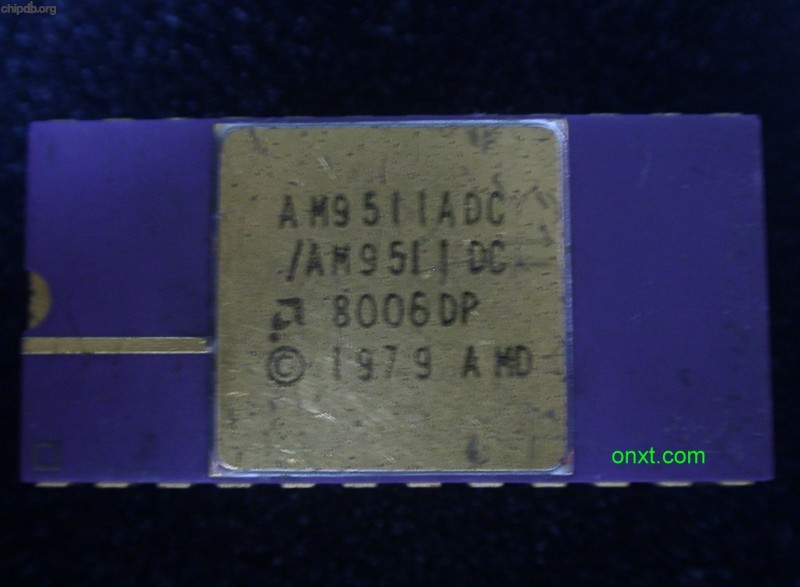 chipdb.org
AM9511ADC
/AM9511DC
8006DP
© 1979 AMD
onxt.com